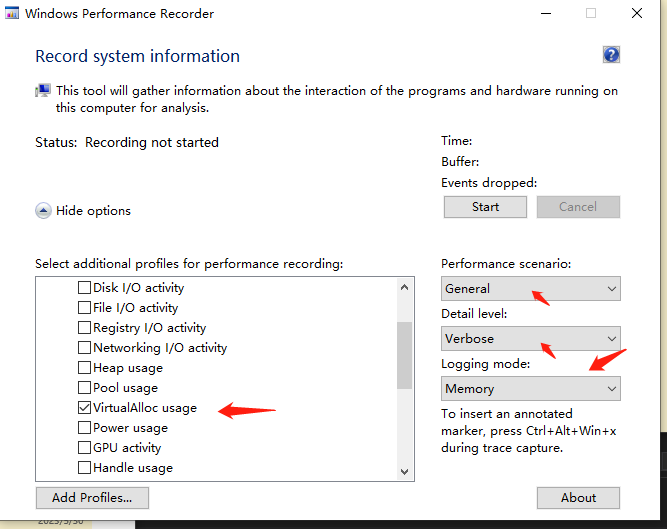 Windows Performance Recorder
Record system information
This tool will gather information about the interaction of the programs and hardware running on
this computer for analysis.
Status: Recording not started
Time:
Buffer:
Events dropped:
Start
Cancel
Hide options
Select additional profiles for performance recording:
Disk I/O activity
File I/O activity
Registry I/O activity
Networking I/O activity
Heap usage
Pool usage
VirtualAlloc usage
Power usage
GPU activity
Handle usage
Performance scenario:
General
Detail level:
Verbose
Logging mode:
Memory
To insert an annotated
marker, press Ctrl+Alt+Win+x
during trace capture.
Add Profiles...
About